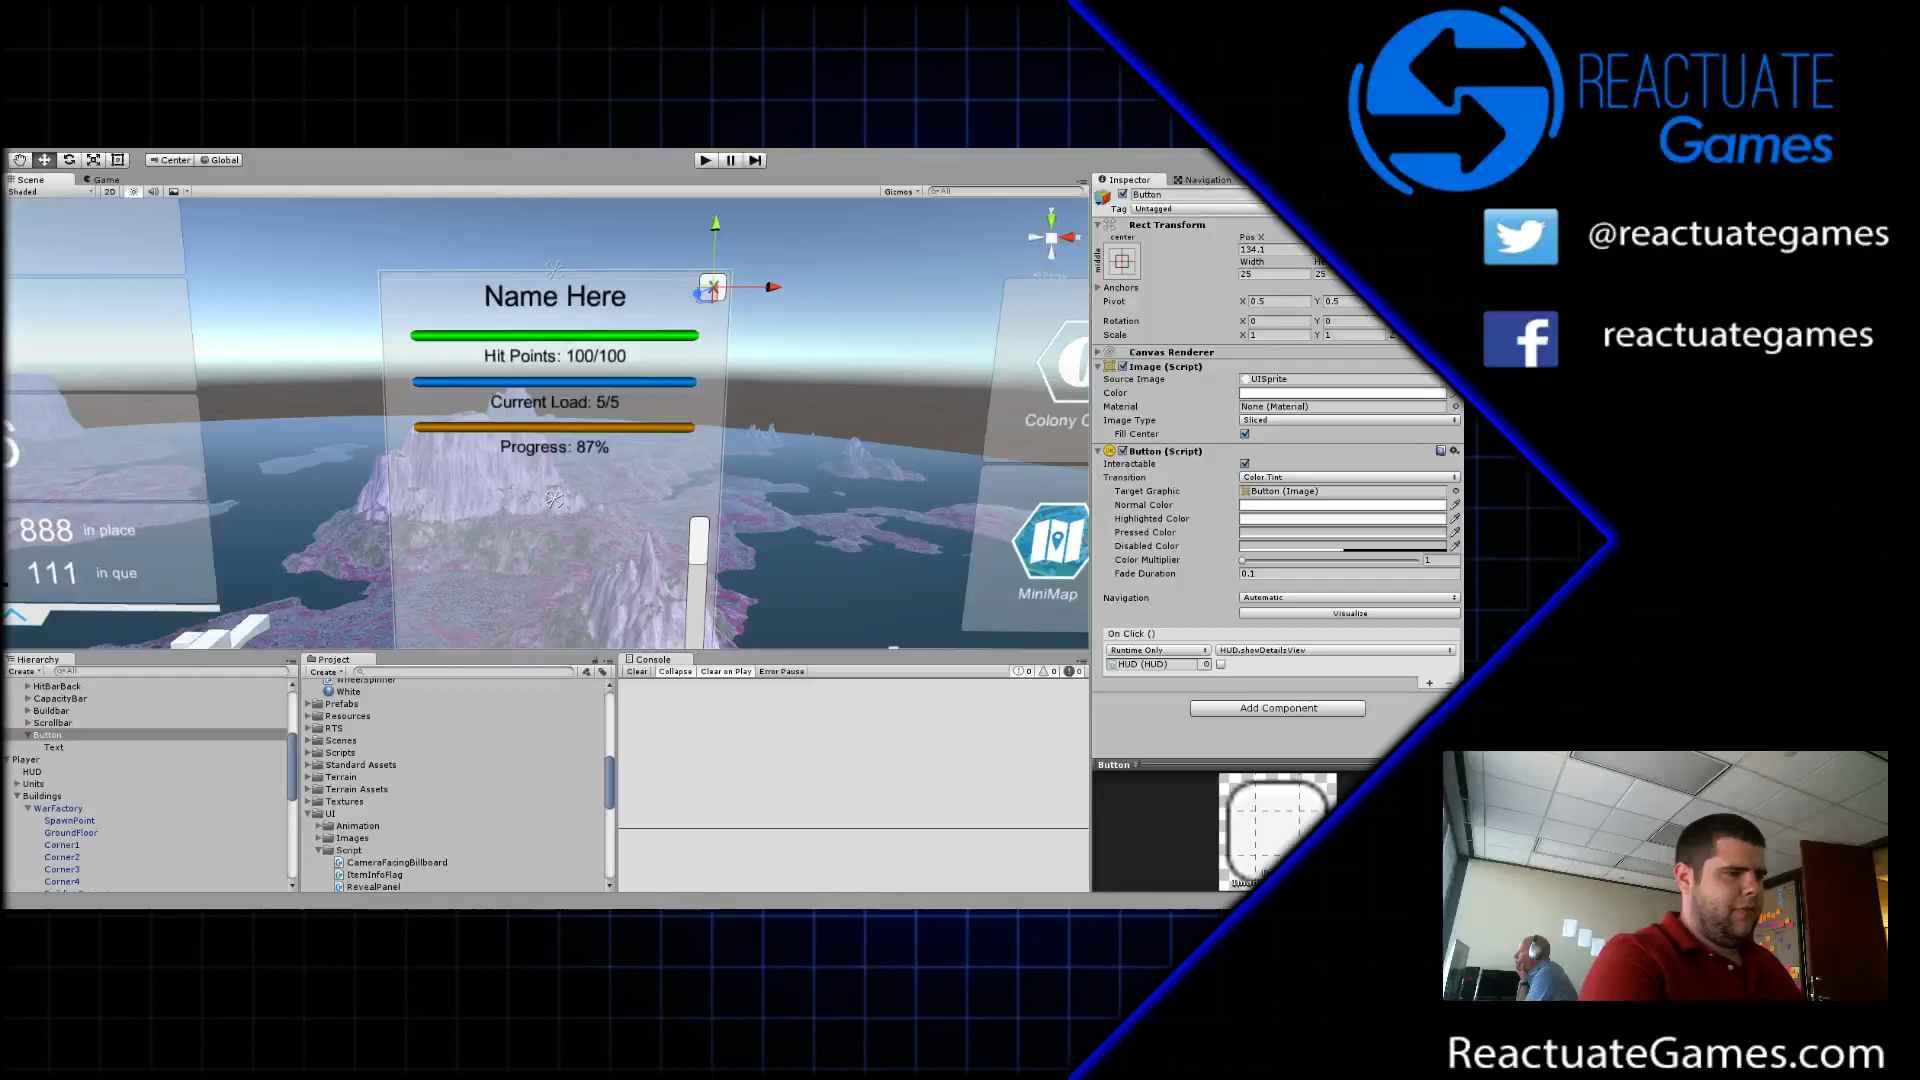 REACTUATE
Games
@reactuategames
reactuategames
Center
Global
Scene
Game
Shaded
2D
Gizmos
All
Name Here
Hit Points: 100/100
Current Load: 5/5
Progress: 87%
888 in place
111 in que
Colony
MiniMap
Inspector
Navigation
Button
Tag
Untagged
Rect Transform
center
middle
Pos X
134.1
Width
25
25
Anchors
Pivot
X 0.5
Y 0.5
Rotation
X 0
Y 0
Scale
X 1
Y 1
Canvas Renderer
Image (Script)
Source Image
UISprite
Color
Material
None (Material)
Image Type
Sliced
Fill Center
Button (Script)
Interactable
Transition
Color Tint
Target Graphic
Button (Image)
Normal Color
Highlighted Color
Pressed Color
Disabled Color
Color Multiplier
1
Fade Duration
0.1
Navigation
Automatic
Visualize
On Click ()
Runtime Only
HUD.showDetailsView
HUD (HUD)
Add Component
Button
Hierarchy
Create
All
HitBarBack
CapacityBar
Buildbar
Scrollbar
Button
Text
Player
HUD
Units
Buildings
WarFactory
SpawnPoint
GroundFloor
Corner1
Corner2
Corner3
Corner4
Project
Create
WheelSpinner
White
Prefabs
Resources
RTS
Scenes
Scripts
Standard Assets
Terrain
Terrain Assets
Textures
UI
Animation
Images
Script
CameraFacingBillboard
ItemInfoFlag
RevealPanel
Console
Clear
Collapse
Clear on Play
Error Pause
0
0
0
ReactuateGames.com